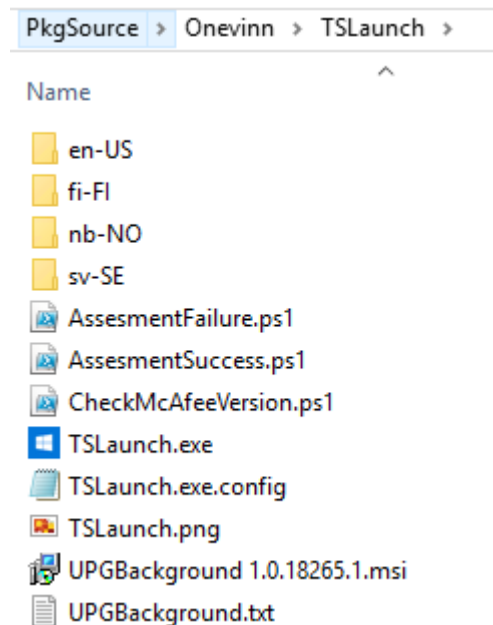 PkgSource > Onevinn > TSLaunch >
Name
en-US
fi-FI
nb-NO
sv-SE
AssesmentFailure.ps1
AssesmentSuccess.ps1
CheckMcAfeeVersion.ps1
TSLaunch.exe
TSLaunch.exe.config
TSLaunch.png
UPGBackground 1.0.18265.1.msi
UPGBackground.txt